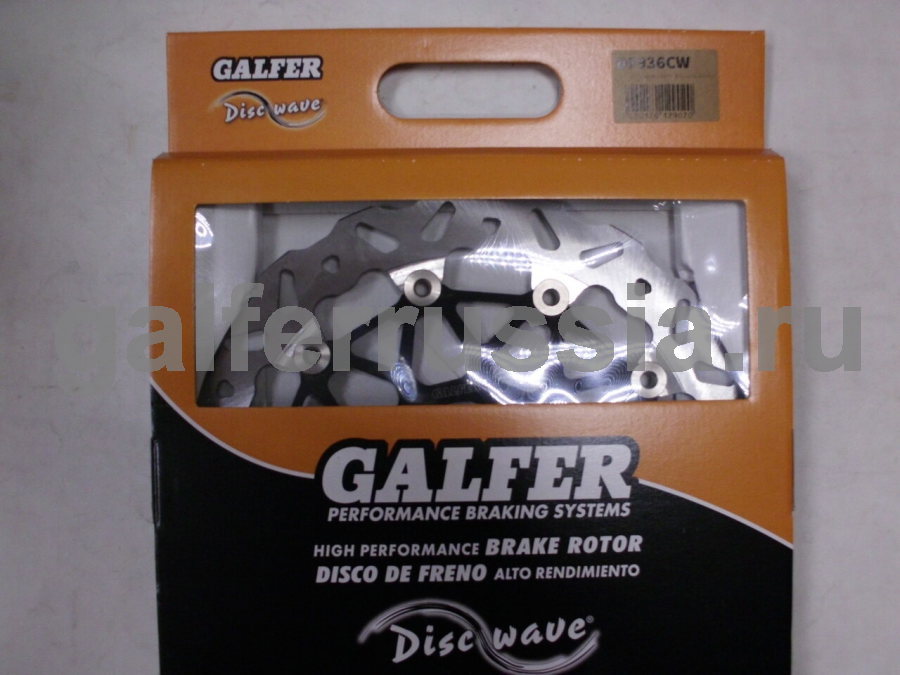 GALFER
Disc wave
galferrussia.ru
GALFER
PERFORMANCE BRAKING SYSTEMS
HIGH PERFORMANCE BRAKE ROTOR
DISCO DE FRENO ALTO RENDIMIENTO
Disc wave®